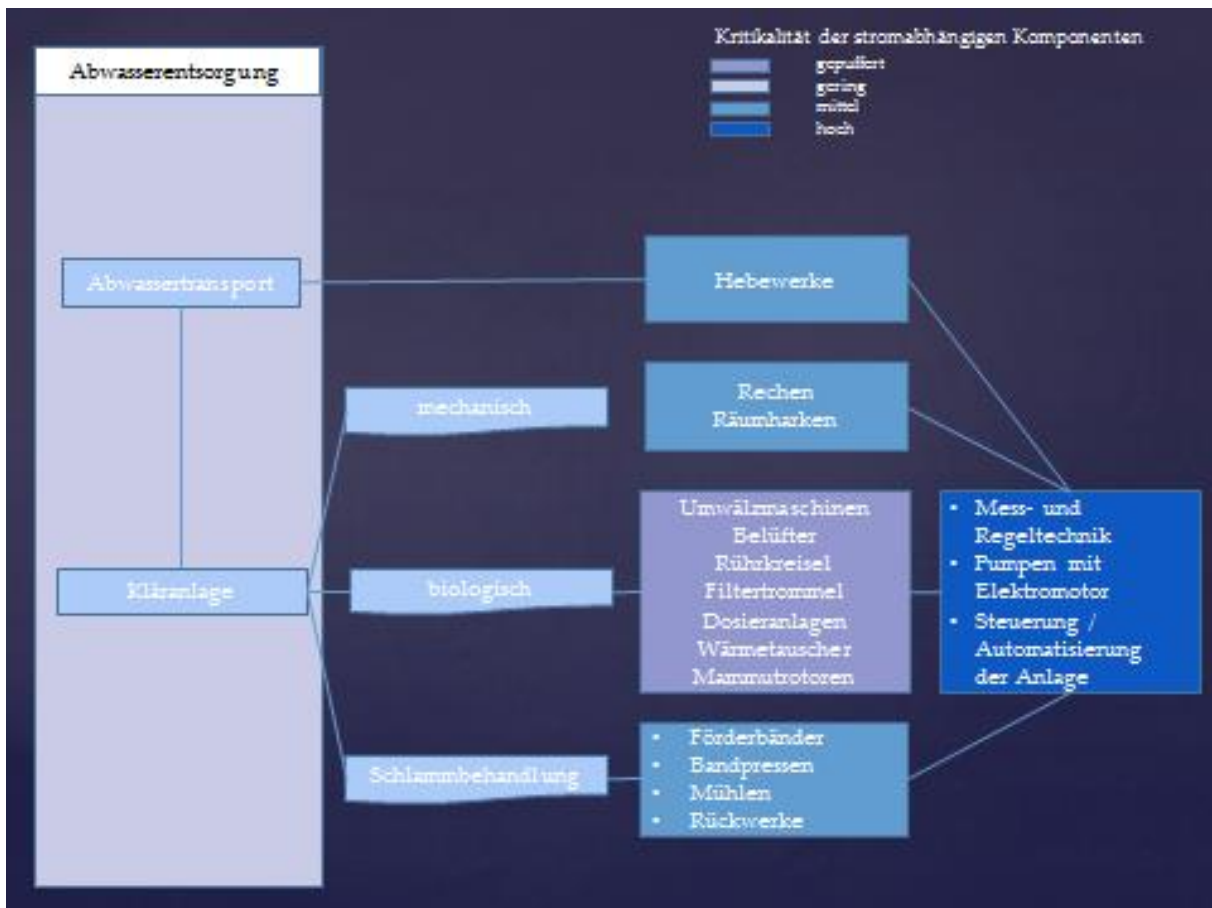 Kritikalität der stromabhängigen Komponenten
gepuffert
gering
mittel
hoch
Abwasserentsorgung
Abwassertransport
Hebewerke
mechanisch
Rechen
Räumharken
Kläranlage
biologisch
Umwälzmaschinen
Belüfter
Rührkreisel
Filtertrommel
Dosieranlagen
Wärmetauscher
Mammutrotoren
• Mess- und
Regeltechnik
• Pumpen mit
Elektromotor
• Steuerung /
Automatisierung
der Anlage
Schlammbehandlung
• Förderbänder
• Bandpressen
• Mühlen
• Rückwerke